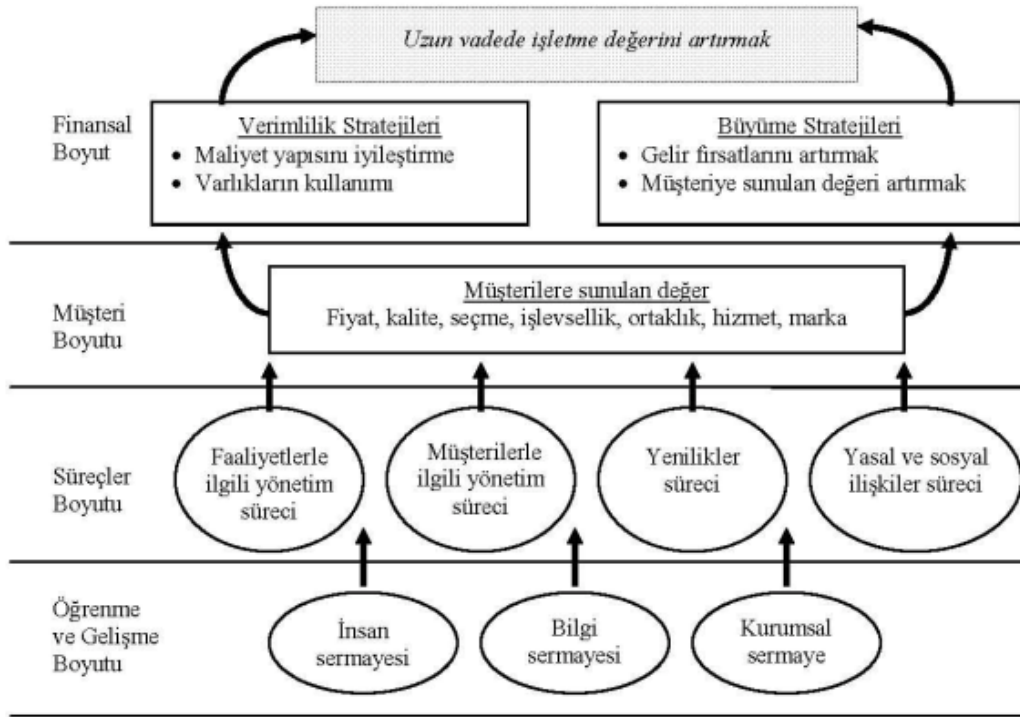 Uzun vadede işletme değerini artırmak
Finansal
Boyut
Verimlilik Stratejileri
• Maliyet yapısını iyileştirme
• Varlıkların kullanımı
Büyüme Stratejileri
• Gelir fırsatlarını artırmak
• Müşteriye sunulan değeri artırmak
Müşteri
Boyutu
Müşterilere sunulan değer
Fiyat, kalite, seçme, işlevsellik, ortaklık, hizmet, marka
Süreçler
Boyutu
Faaliyetlerle
ilgili yönetim
süreci
Müşterilerle
ilgili yönetim
süreci
Yenilikler
süreci
Yasal ve sosyal
ilişkiler süreci
Öğrenme
ve Gelişme
Boyutu
İnsan
sermayesi
Bilgi
sermayesi
Kurumsal
sermaye